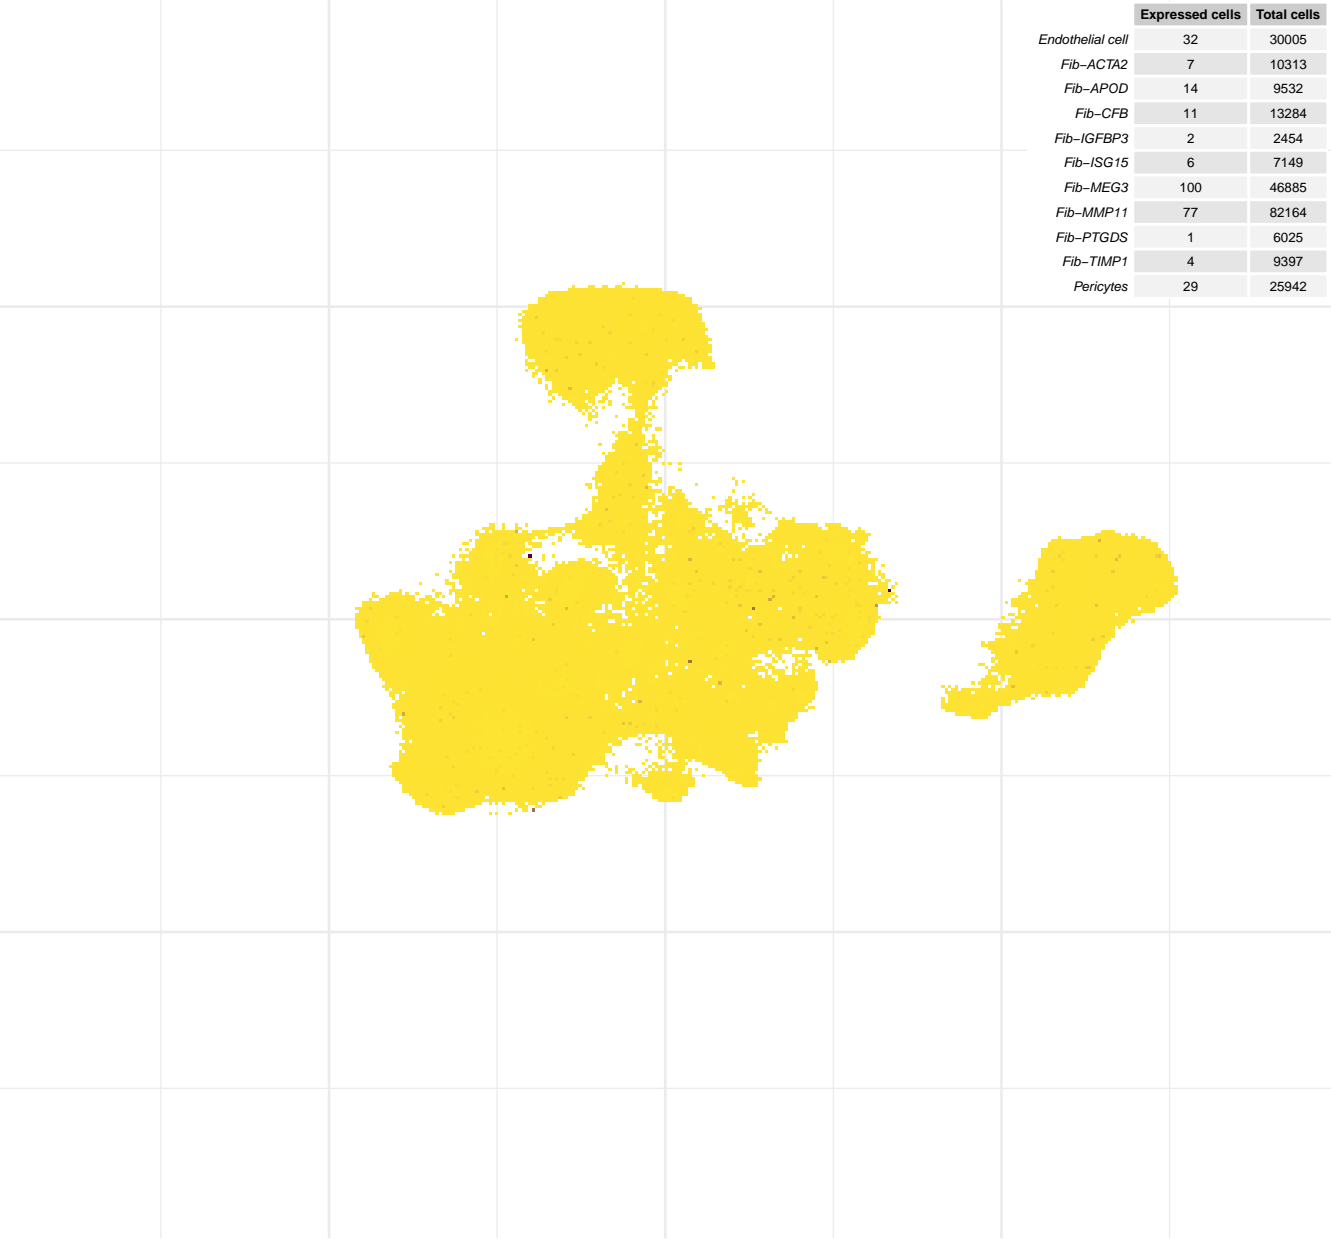 Expressed cells Total cells
Endothelial cell 32 30005
Fib−ACTA2 7 10313
Fib−APOD 14 9532
Fib−CFB 11 13284
Fib−IGFBP3 2 2454
Fib−ISG15 6 7149
Fib−MEG3 100 46885
Fib−MMP11 77 82164
Fib−PTGDS 1 6025
Fib−TIMP1 4 9397
Pericytes 29 25942